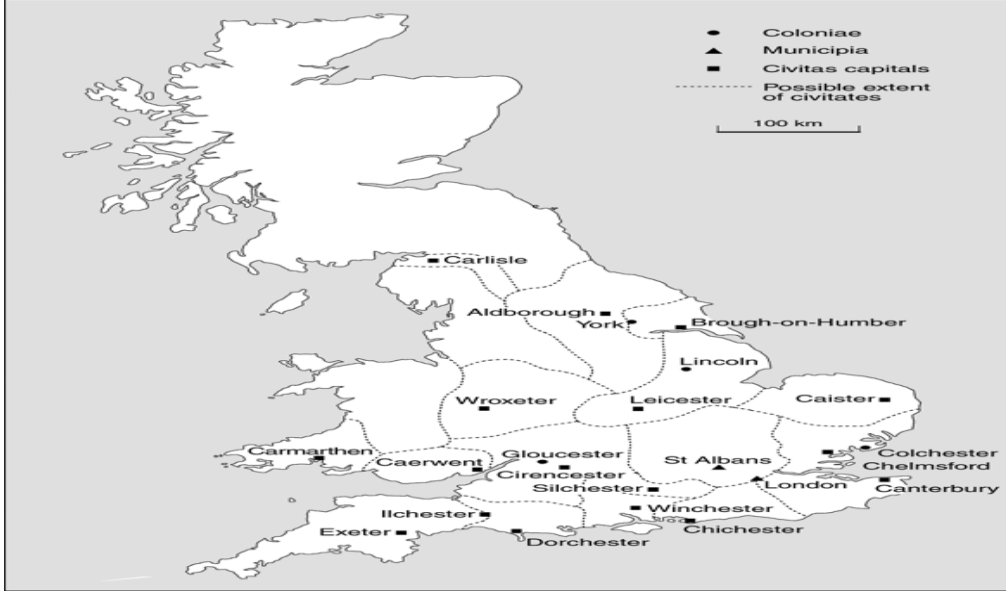 Coloniae
Municipia
Civitas capitals
Possible extent
of civitates
100 km
Carlisle
Aldborough
York
Brough-on-Humber
Lincoln
Wroxeter
Leicester
Caister
Carmarthen
Caerwent
Gloucester
Cirencester
St Albans
Colchester
Chelmsford
Silchester
London
Canterbury
Ilchester
Winchester
Chichester
Exeter
Dorchester